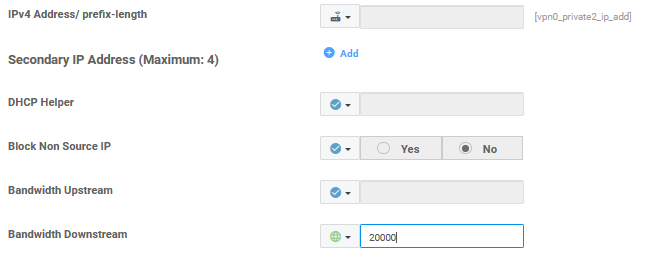 IPv4 Address/ prefix-length [vpn0_private2_ip_add]
Secondary IP Address (Maximum: 4) Add
DHCP Helper
Block Non Source IP Yes No
Bandwidth Upstream
Bandwidth Downstream 20000